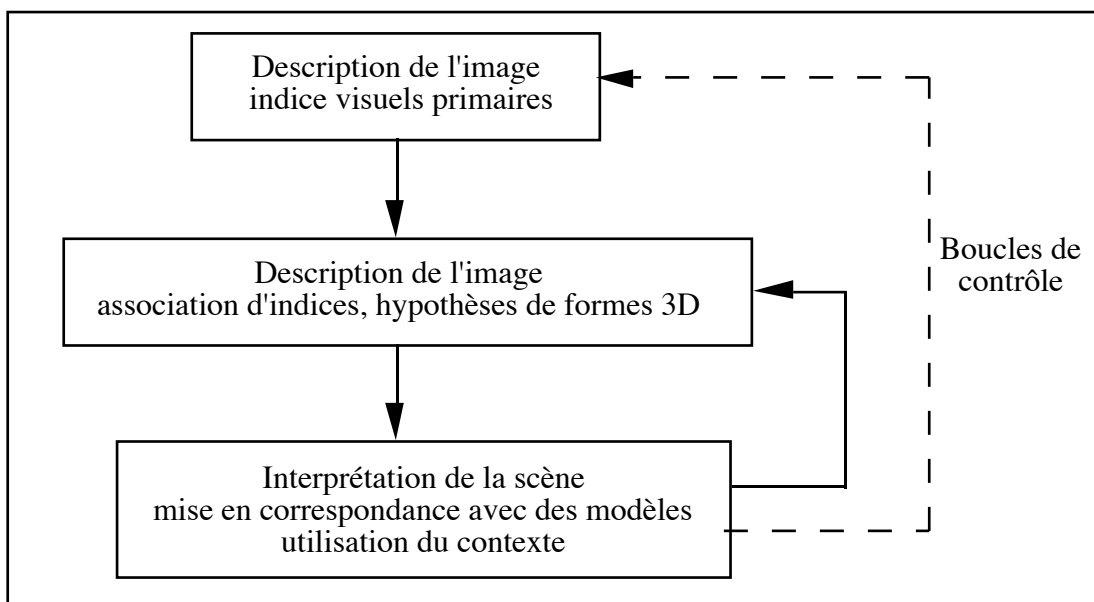 Description de l'image
indice visuels primaires
Description de l'image
association d'indices, hypothèses de formes 3D
Boucles de
contrôle
Interprétation de la scène
mise en correspondance avec des modèles
utilisation du contexte